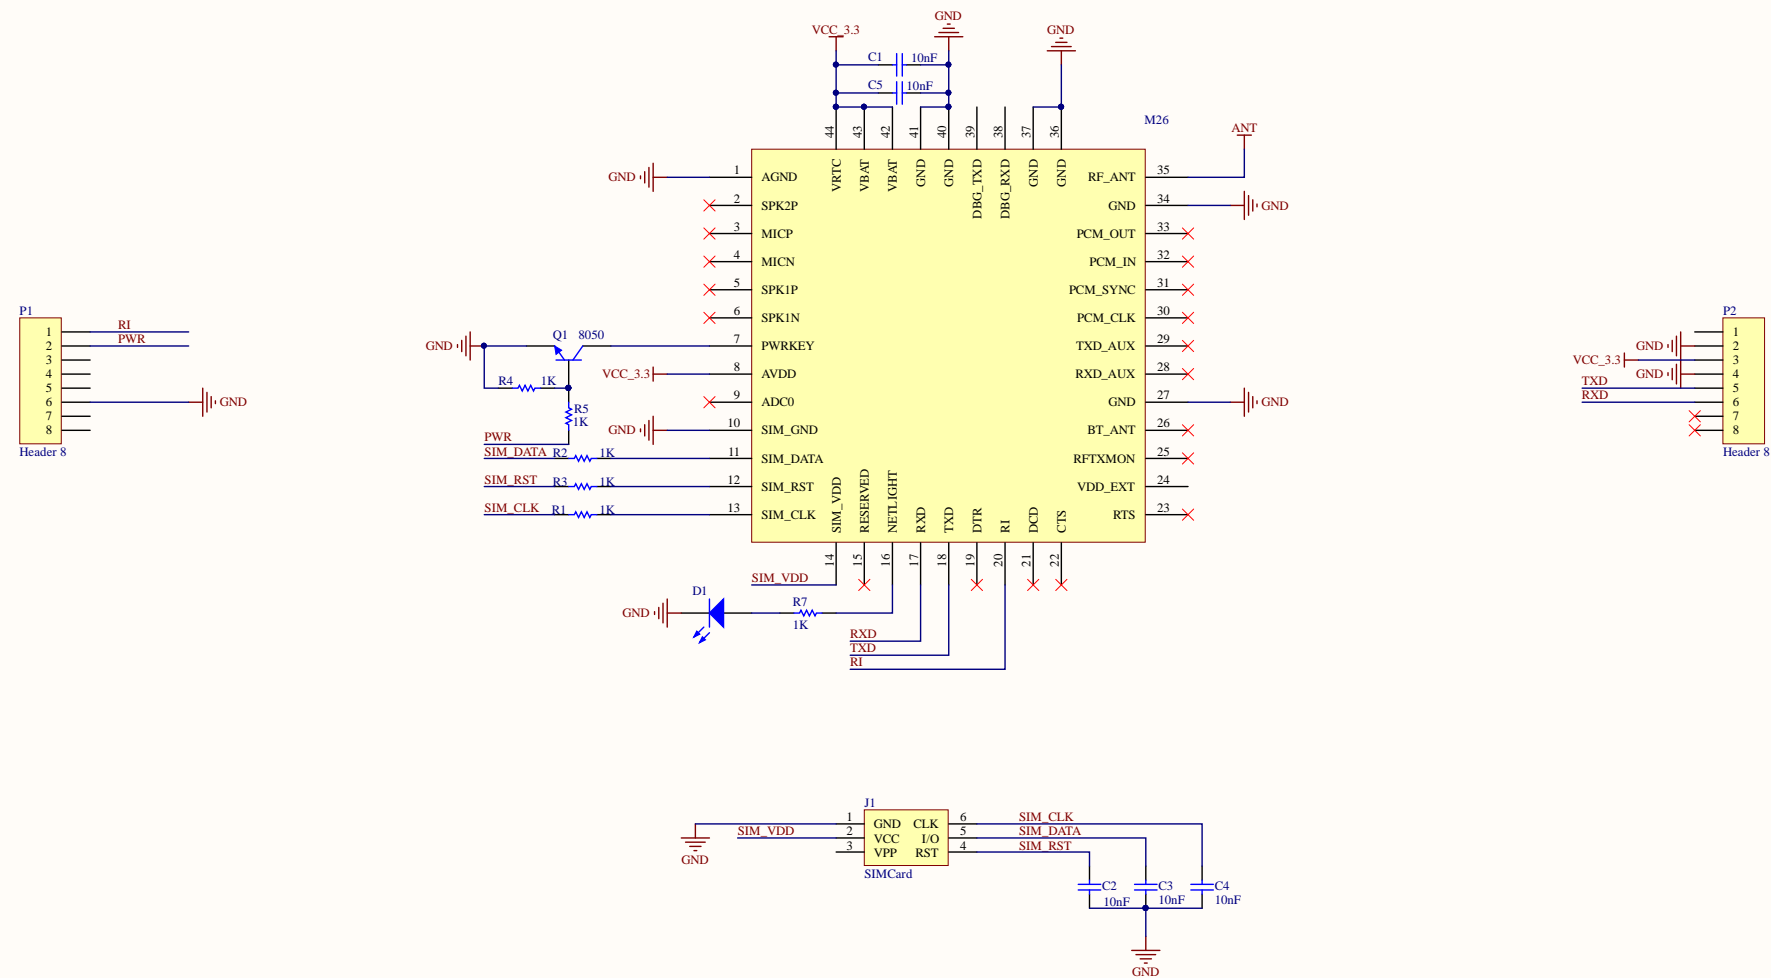 GND
VCC_3.3
GND
C1 10nF
C5 10nF
M26
ANT
44 43 42 41 40 39 38 37 36
VRTC VBAT VBAT GND GND DBG_TXD DBG_RXD GND GND
GND 1 AGND
RF_ANT 35
2 SPK2P
GND 34 GND
3 MICP
PCM_OUT 33
4 MICN
PCM_IN 32
5 SPK1P
PCM_SYNC 31
6 SPK1N
PCM_CLK 30
GND Q1 8050 7 PWRKEY
TXD_AUX 29
VCC_3.3 8 AVDD
RXD_AUX 28
R4 1K
9 ADC0
GND 27 GND
R5
1K
GND 10 SIM_GND
BT_ANT 26
PWR
SIM_DATA R2 1K 11 SIM_DATA
RFTXMON 25
SIM_RST R3 1K 12 SIM_RST
VDD_EXT 24
SIM_CLK R1 1K 13 SIM_CLK
RTS 23
SIM_VDD RESERVED NETLIGHT RXD TXD DTR RI DCD CTS
14 15 16 17 18 19 20 21 22
SIM_VDD
D1
GND
R7
1K
RXD
TXD
RI
P1
1 RI
2 PWR
3
4
5
6 GND
7
8
Header 8
P2
1
GND 2
VCC_3.3 3
GND 4
TXD 5
RXD 6
7
8
Header 8
J1
1 GND CLK 6 SIM_CLK
SIM_VDD 2 VCC I/O 5 SIM_DATA
3 VPP RST 4 SIM_RST
GND
SIMCard
C2
10nF
C3
10nF
C4
10nF
GND